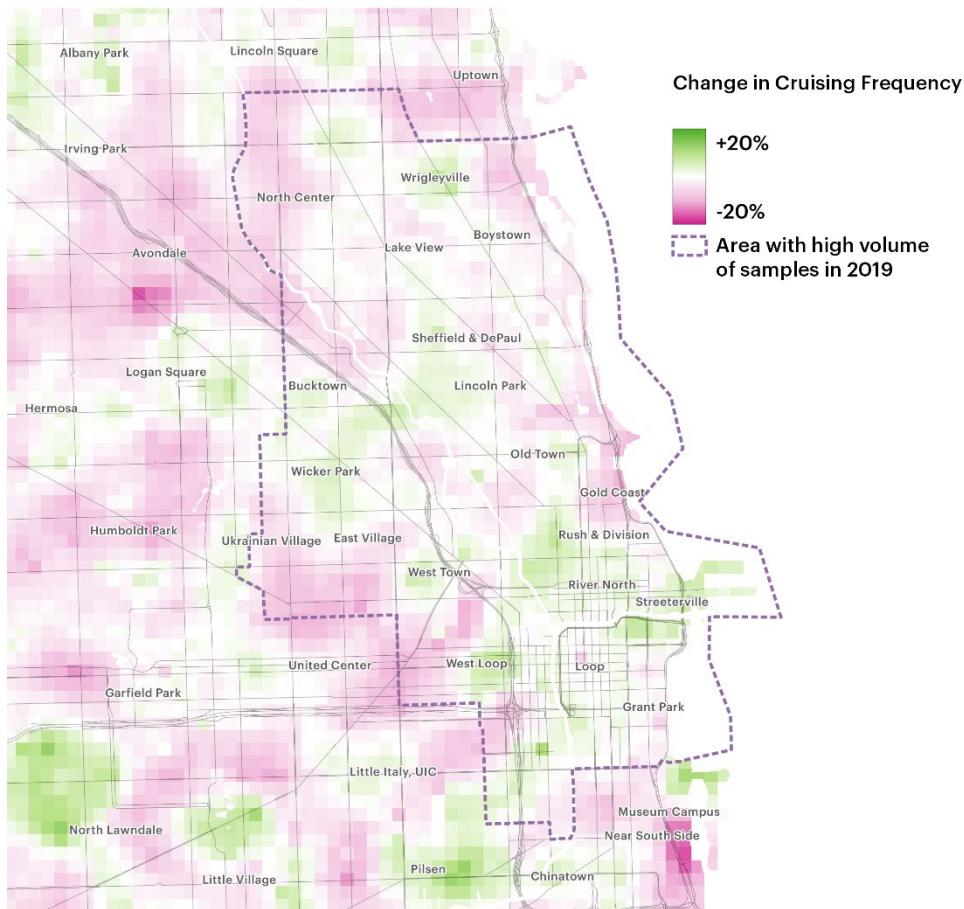 Albany Park
Lincoln Square
Uptown
Change in Cruising Frequency
+20%
-20%
Area with high volume
of samples in 2019
Irving Park
Wrigleyville
North Center
Boystown
Lake View
Avondale
Sheffield & DePaul
Logan Square
Bucktown
Lincoln Park
Hermosa
Old Town
Wicker Park
Gold Coast
Humboldt Park
Ukrainian Village
East Village
Rush & Division
West Town
River North
Streeterville
United Center
West Loop
Loop
Garfield Park
Grant Park
Little Italy, UIC
Museum Campus
North Lawndale
Near South Side
Pilsen
Little Village
Chinatown